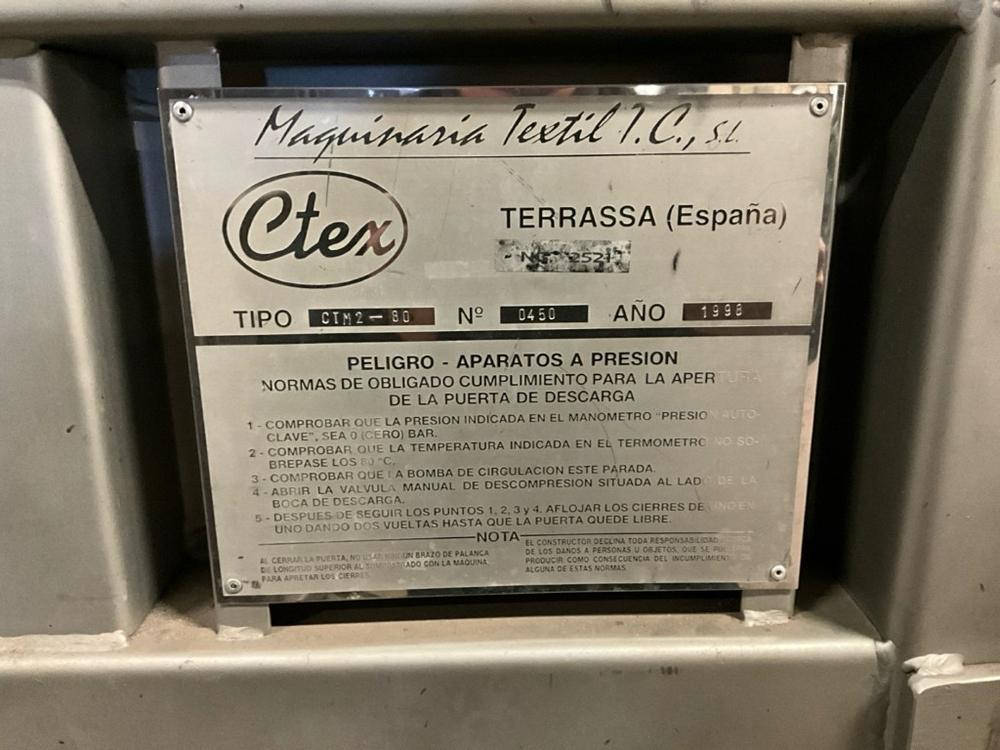 Maquinaria Textil T.C., S.L.
Ctex
TERRASSA (España)
TIPO CTM2-80 Nº 0450 AÑO 1998
PELIGRO - APARATOS A PRESION
NORMAS DE OBLIGADO CUMPLIMIENTO PARA LA APERTURA
DE LA PUERTA DE DESCARGA
1 - COMPROBAR QUE LA PRESION INDICADA EN EL MANOMETRO "PRESION AUTO-
CLAVE", SEA 0 (CERO) BAR.
2 - COMPROBAR QUE LA TEMPERATURA INDICADA EN EL TERMOMETRO NO SO-
BREPASE LOS 80 °C.
3 - COMPROBAR QUE LA BOMBA DE CIRCULACION ESTE PARADA.
4 - ABRIR LA VALVULA MANUAL DE DESCOMPRESION SITUADA AL LADO DE LA
BOCA DE DESCARGA.
5 - DESPUES DE SEGUIR LOS PUNTOS 1, 2, 3 y 4. AFLOJAR LOS CIERRES DE UNO EN
UNO DANDO DOS VUELTAS HASTA QUE LA PUERTA QUEDE LIBRE.
NOTA
AL CERRAR LA PUERTA, NO USAR NINGUN BRAZO DE PALANCA
DE LONGITUD SUPERIOR AL SUMINISTRADO CON LA MAQUINA,
PARA APRETAR LOS CIERRES.
EL CONSTRUCTOR DECLINA TODA RESPONSABILIDAD
DE LOS DAÑOS A PERSONAS U OBJETOS, QUE SE
PRODUCIR COMO CONSECUENCIA DEL INCUMPLIMIENTO
ALGUNA DE ESTAS NORMAS.